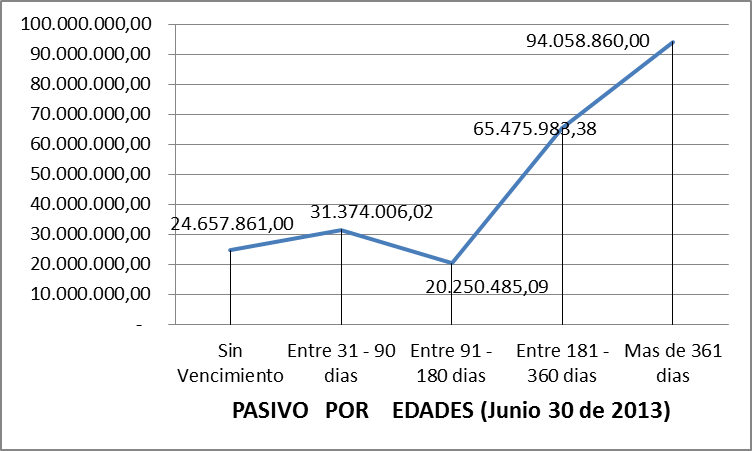 100.000.000,00
90.000.000,00
80.000.000,00
70.000.000,00
60.000.000,00
50.000.000,00
40.000.000,00
30.000.000,00
20.000.000,00
10.000.000,00
-
24.657.861,00
31.374.006,02
20.250.485,09
65.475.983,38
94.058.860,00
Sin
Vencimiento
Entre 31 - 90
dias
Entre 91 -
180 dias
Entre 181 -
360 dias
Mas de 361
dias
PASIVO POR EDADES (Junio 30 de 2013)